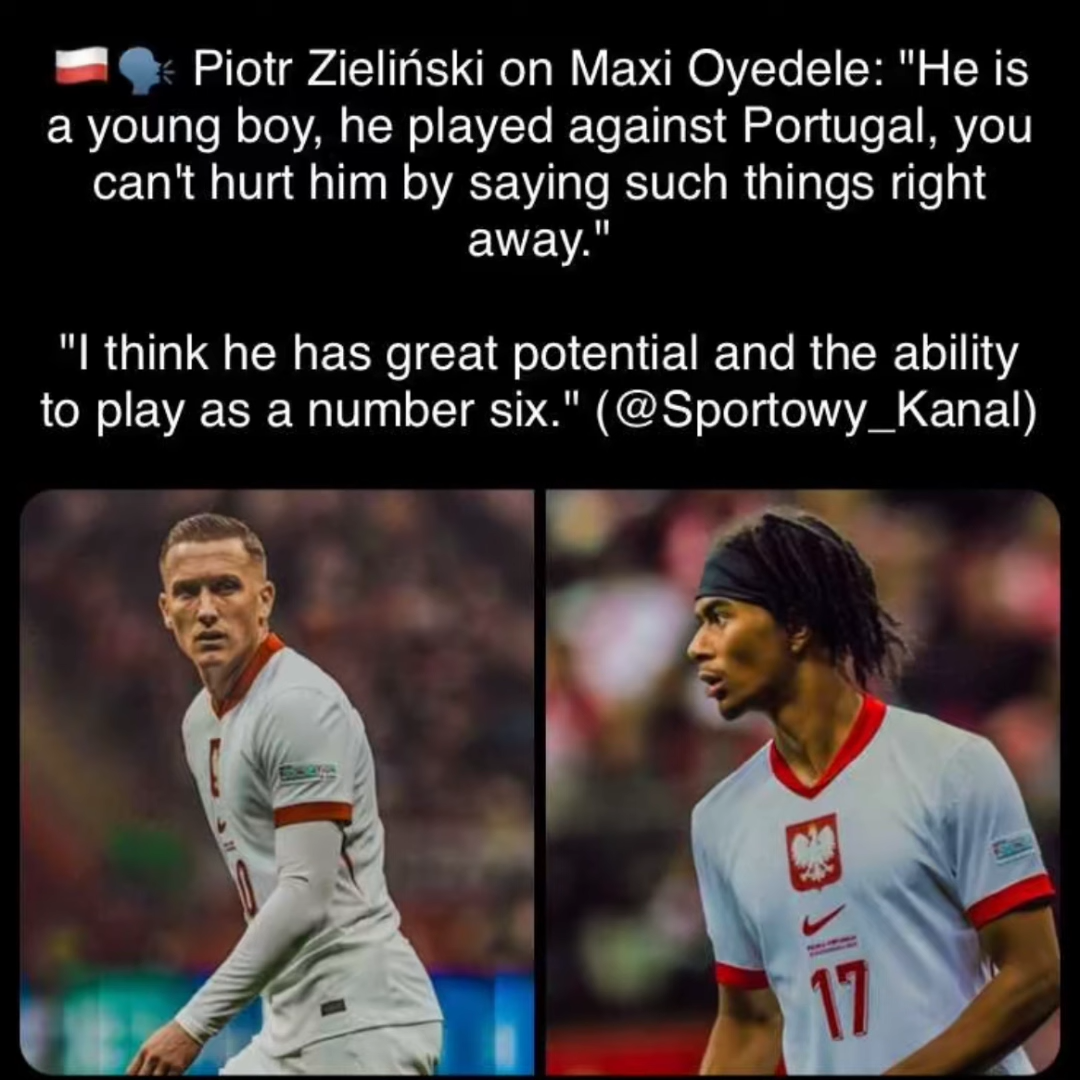 🇵🇱🗣️ Piotr Zieliński on Maxi Oyedele: "He is
a young boy, he played against Portugal, you
can't hurt him by saying such things right
away."
"I think he has great potential and the ability
to play as a number six." (@Sportowy_Kanal)
0
17